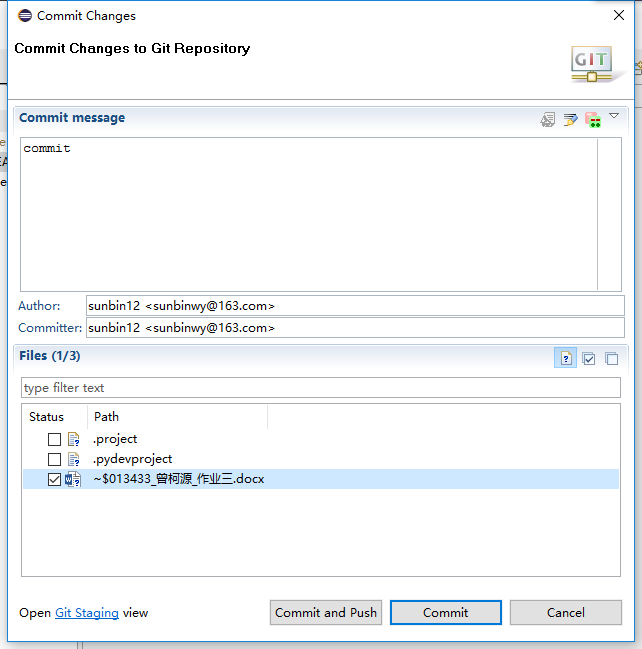 Commit Changes
Commit Changes to Git Repository
GIT
Commit message
commit
Author: sunbin12 <sunbinwy@163.com>
Committer: sunbin12 <sunbinwy@163.com>
Files (1/3)
type filter text
Status Path
.project
.pydevproject
~$013433_曾柯源_作业三.docx
Open Git Staging view Commit and Push Commit Cancel